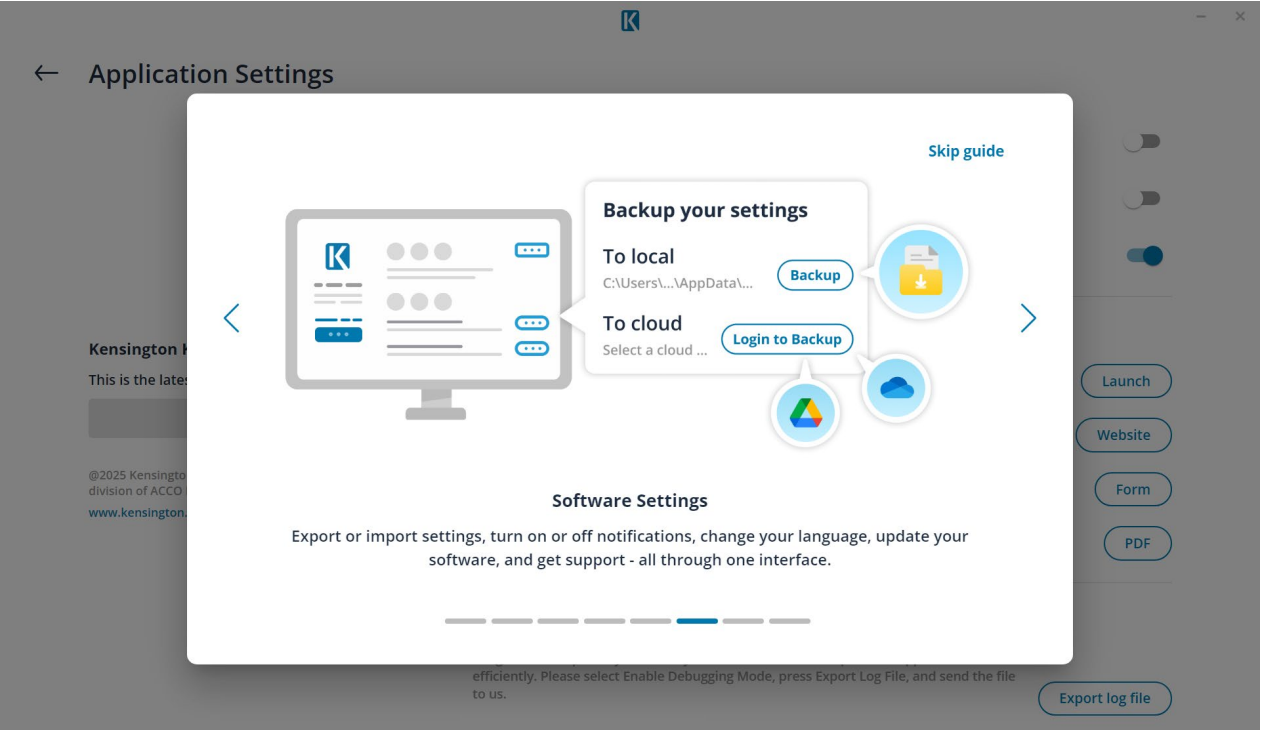 Application Settings
Skip guide
Backup your settings
To local
C:\Users\...\AppData\...
Backup
To cloud
Select a cloud ...
Login to Backup
Kensington
This is the
Launch
Website
@2025
division of ACCO
www.kensington.
Form
PDF
Software Settings
Export or import settings, turn on or off notifications, change your language, update your
software, and get support - all through one interface.
efficiently. Please select Enable Debugging Mode, press Export Log File, and send the file
to us.
Export log file